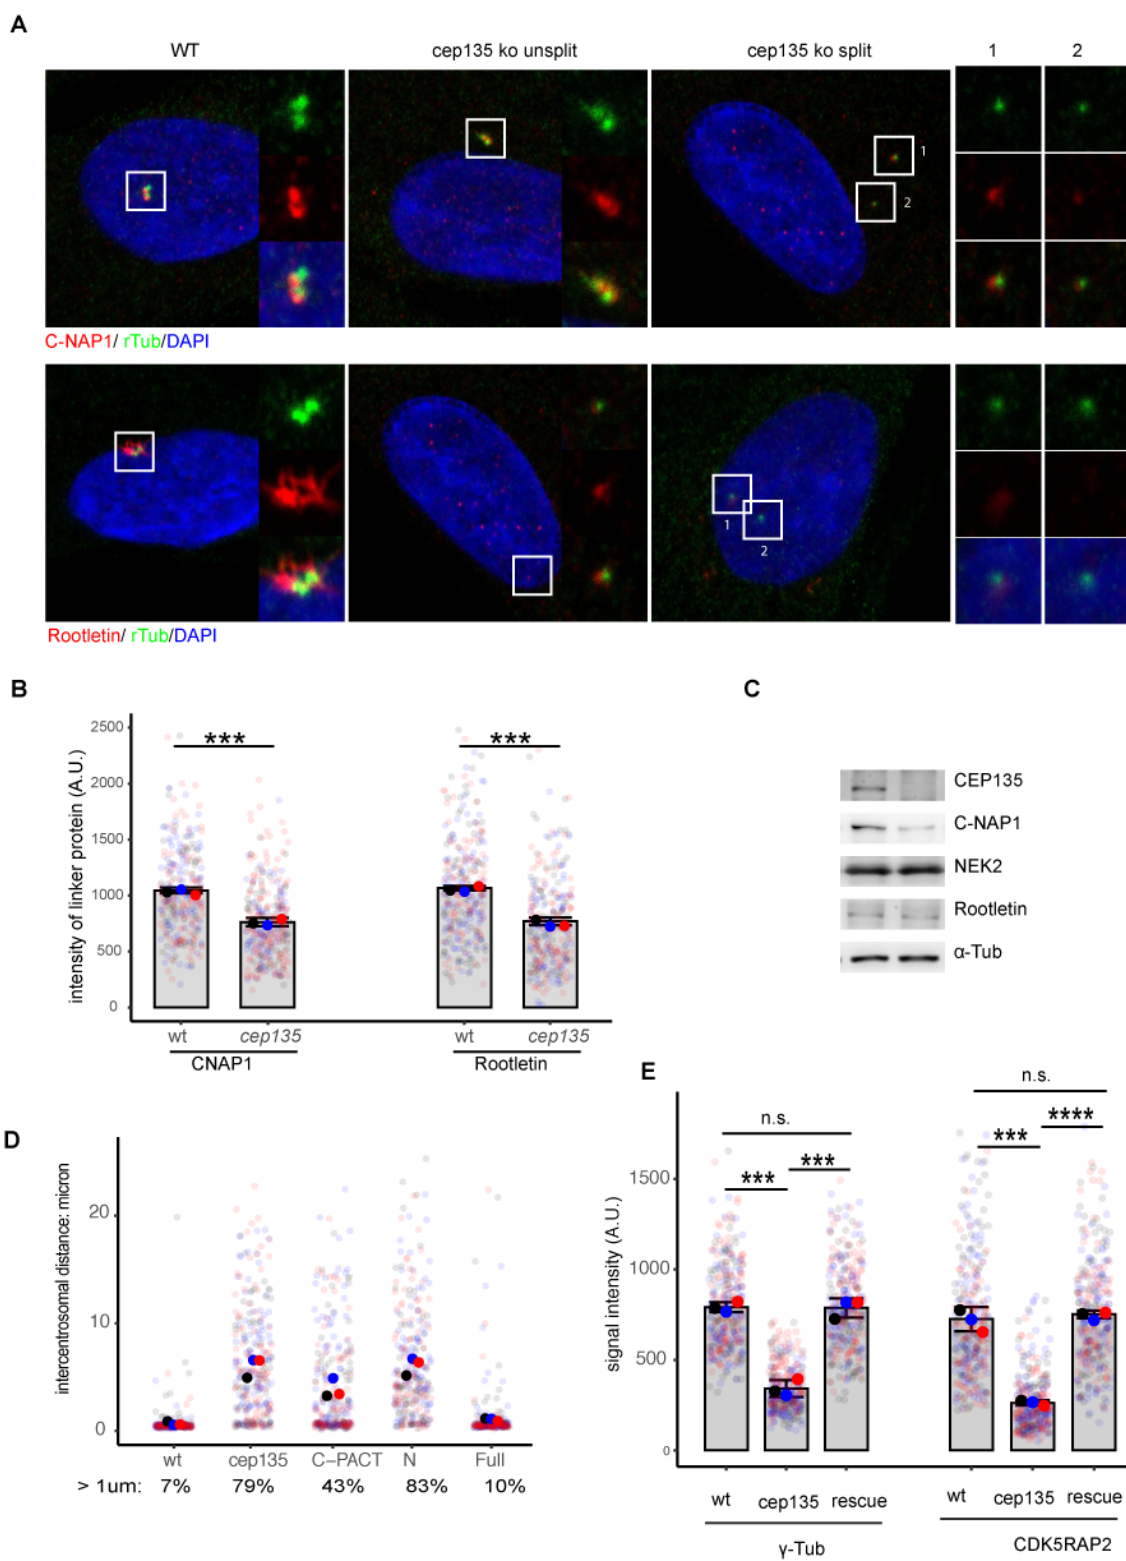 A
WT
cep135 ko unsplit
cep135 ko split
1
2
1
2
C-NAP1/ rTub/DAPI
1
2
Rootletin/ rTub/DAPI
B
intensity of linker protein (A.U.)
2500
2000
1500
1000
500
0
***
***
wt
cep135
wt
cep135
CNAP1
Rootletin
C
CEP135
C-NAP1
NEK2
Rootletin
α-Tub
D
intercentrosomal distance: micron
20
10
0
wt
cep135
C-PACT
N
Full
> 1um: 7% 79% 43% 83% 10%
E
signal intensity (A.U.)
1500
1000
500
0
n.s.
***
***
n.s.
***
****
wt
cep135
rescue
wt
cep135
rescue
γ-Tub
CDK5RAP2